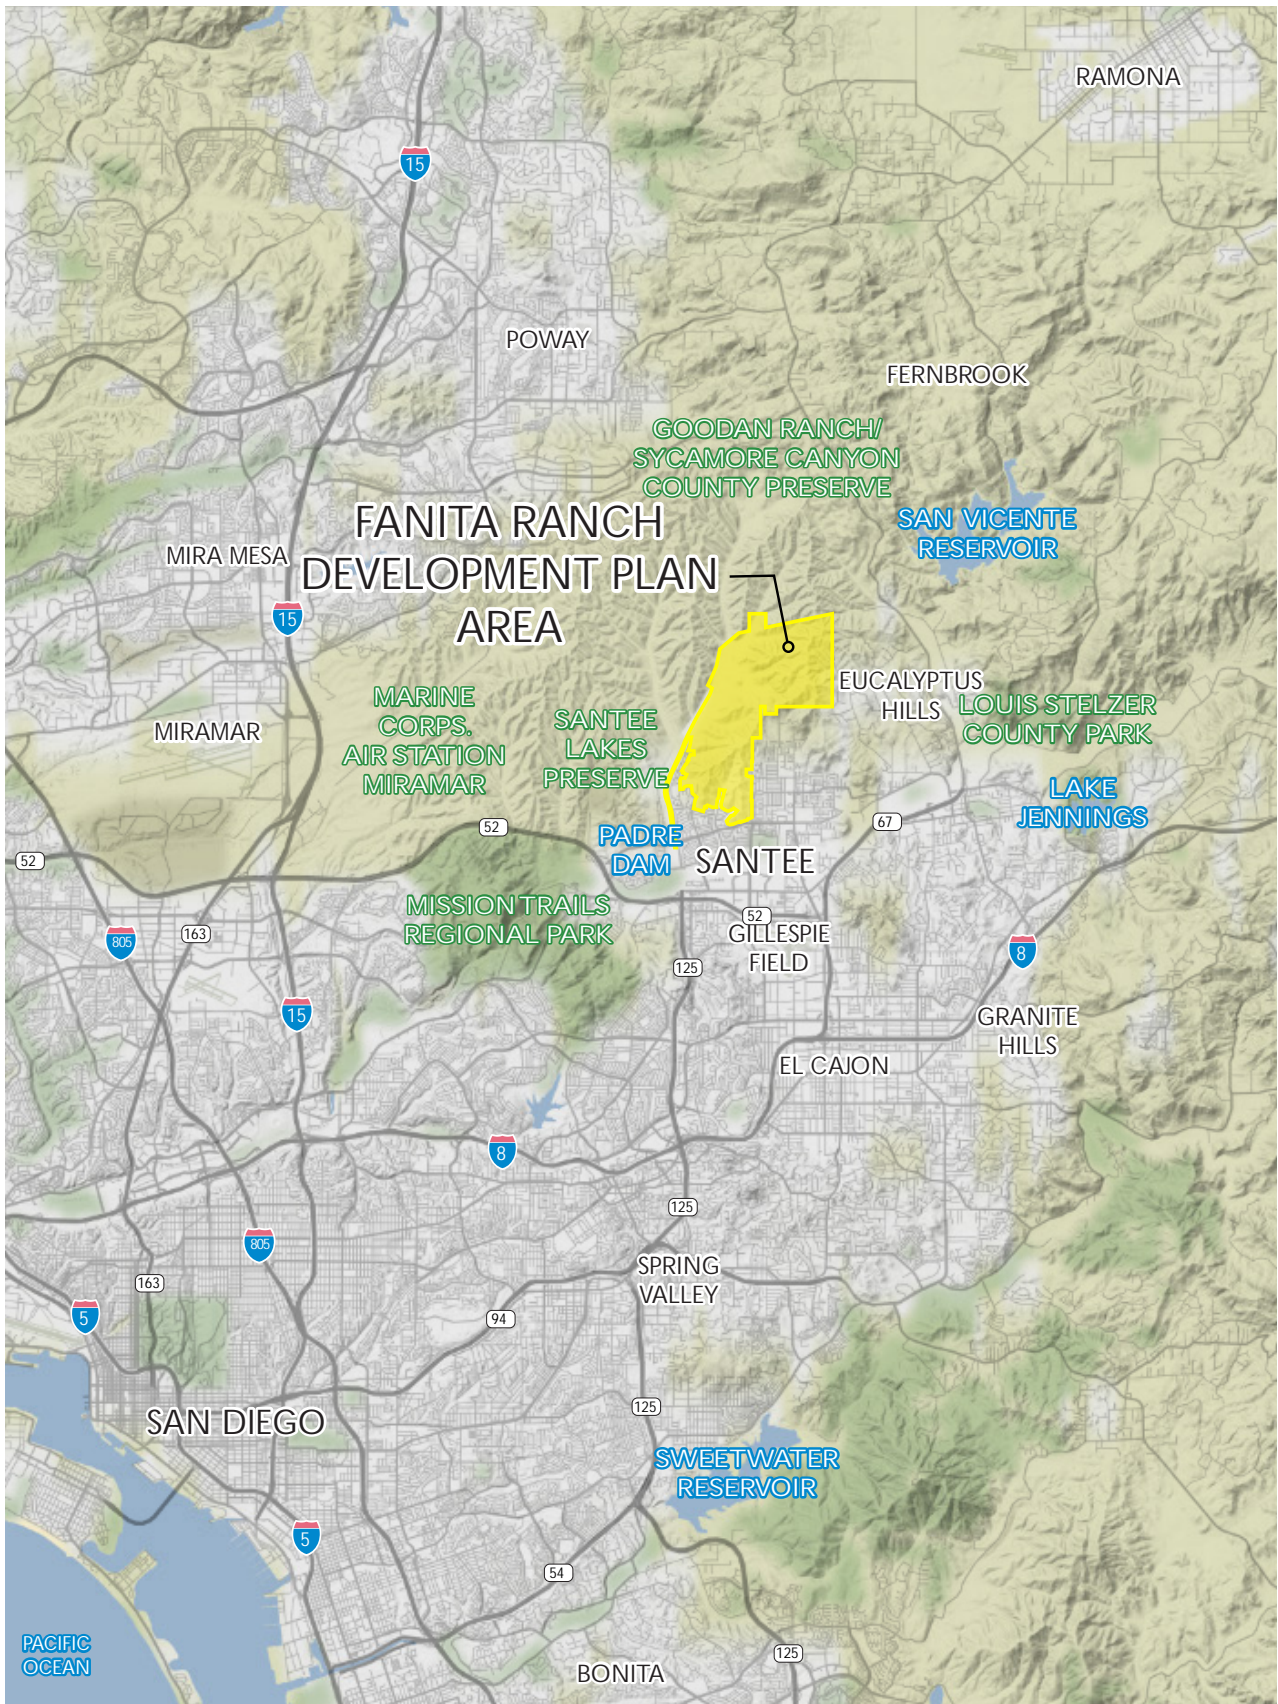 RAMONA
15
POWAY
FERNBROOK
GOODAN RANCH/
SYCAMORE CANYON
COUNTY PRESERVE
SAN VICENTE
RESERVOIR
FANITA RANCH
DEVELOPMENT PLAN
AREA
MIRA MESA
15
EUCALYPTUS
HILLS
LOUIS STELZER
COUNTY PARK
MARINE
CORPS.
AIR STATION
MIRAMAR
SANTEE
LAKES
PRESERVE
MIRAMAR
LAKE
JENNINGS
67
52
PADRE
DAM
SANTEE
52
MISSION TRAILS
REGIONAL PARK
52
GILLESPIE
FIELD
805
163
8
125
15
GRANITE
HILLS
EL CAJON
8
125
805
SPRING
VALLEY
163
5
94
125
SAN DIEGO
SWEETWATER
RESERVOIR
5
54
PACIFIC
OCEAN
125
BONITA